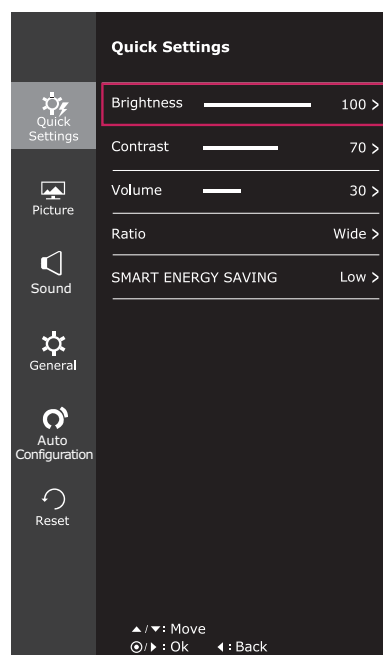 Quick Settings
Quick
Settings
Picture
Sound
General
Auto
Configuration
Reset
Brightness 100 >
Contrast 70 >
Volume 30 >
Ratio Wide >
SMART ENERGY SAVING Low >
▲/▼: Move
◉/▶ : Ok ◀ : Back